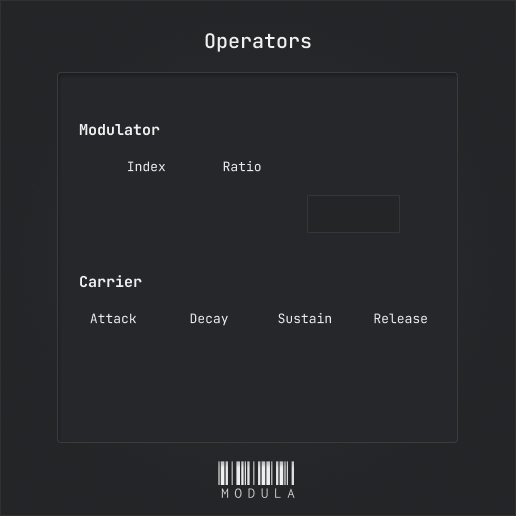 Operators
Modulator
Index Ratio
Carrier
Attack Decay Sustain Release
MODULA